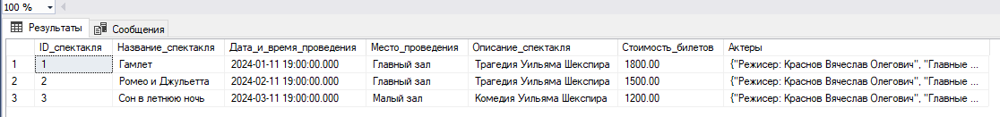 100 %
Результаты Сообщения
ID_спектакля Название_спектакля Дата_и_время_проведения Место_проведения Описание_спектакля Стоимость_билетов Актеры
1 1 Гамлет 2024-01-11 19:00:00.000 Главный зал Трагедия Уильяма Шекспира 1800.00 {"Режисер: Краснов Вячеслав Олегович", "Главные ...
2 2 Ромео и Джульетта 2024-02-11 19:00:00.000 Главный зал Трагедия Уильяма Шекспира 1500.00 {"Режисер: Краснов Вячеслав Олегович", "Главные ...
3 3 Сон в летнюю ночь 2024-03-11 19:00:00.000 Малый зал Комедия Уильяма Шекспира 1200.00 {"Режисер: Краснов Вячеслав Олегович", "Главные ...